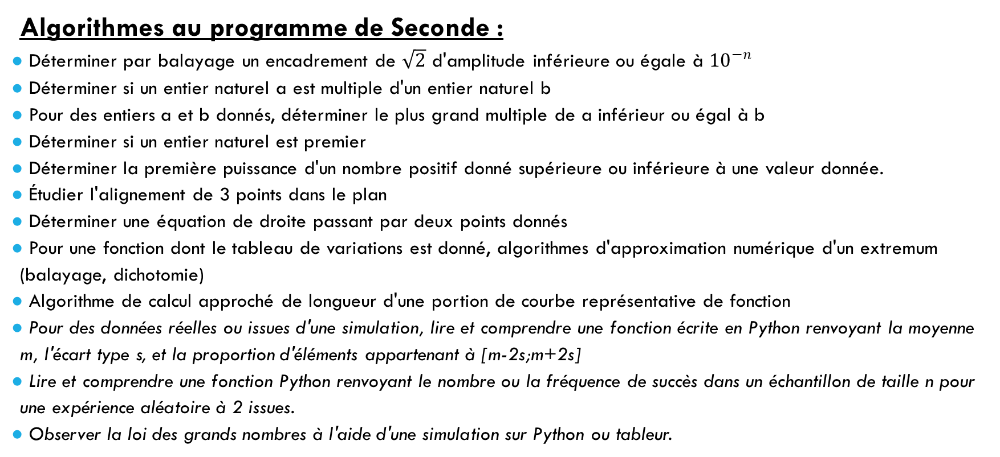 Algorithmes au programme de Seconde :
● Déterminer par balayage un encadrement de √2 d'amplitude inférieure ou égale à 10⁻ⁿ
● Déterminer si un entier naturel a est multiple d'un entier naturel b
● Pour des entiers a et b donnés, déterminer le plus grand multiple de a inférieur ou égal à b
● Déterminer si un entier naturel est premier
● Déterminer la première puissance d'un nombre positif donné supérieure ou inférieure à une valeur donnée.
● Étudier l'alignement de 3 points dans le plan
● Déterminer une équation de droite passant par deux points donnés
● Pour une fonction dont le tableau de variations est donné, algorithmes d'approximation numérique d'un extremum
(balayage, dichotomie)
● Algorithme de calcul approché de longueur d'une portion de courbe représentative de fonction
● Pour des données réelles ou issues d'une simulation, lire et comprendre une fonction écrite en Python renvoyant la moyenne
m, l'écart type s, et la proportion d'éléments appartenant à [m-2s;m+2s]
● Lire et comprendre une fonction Python renvoyant le nombre ou la fréquence de succès dans un échantillon de taille n pour
une expérience aléatoire à 2 issues.
● Observer la loi des grands nombres à l'aide d'une simulation sur Python ou tableur.